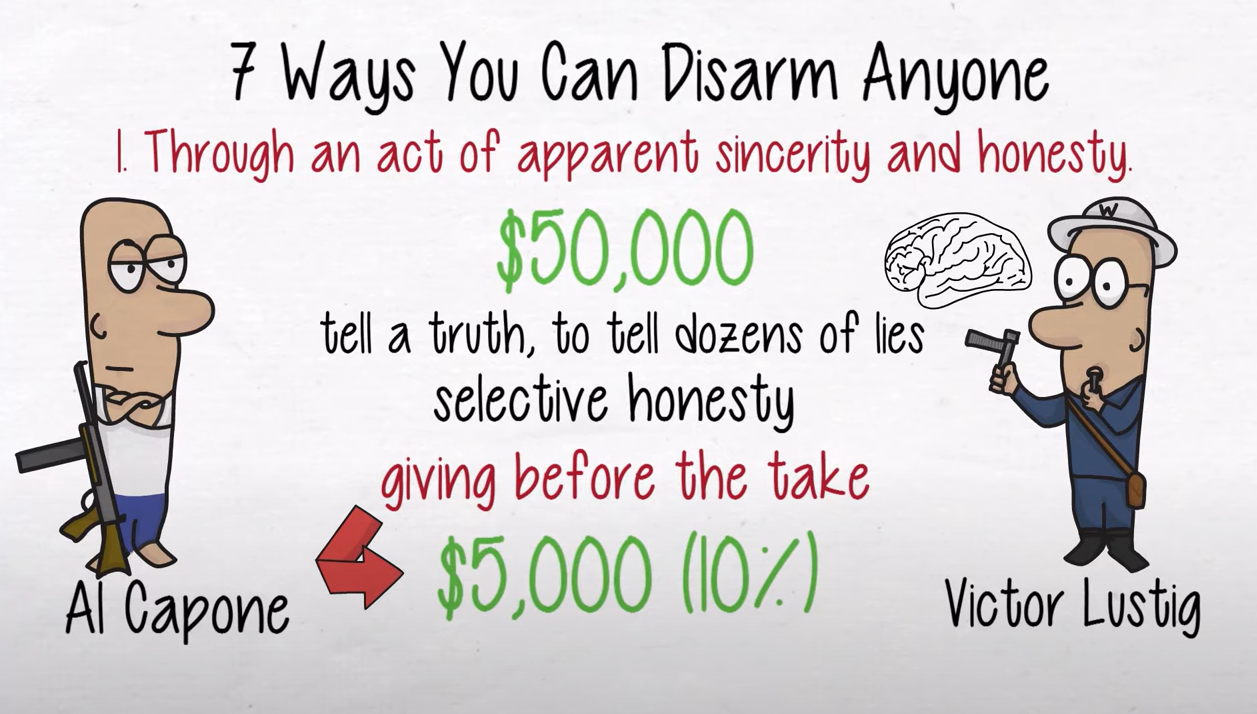 7 Ways You Can Disarm Anyone
1. Through an act of apparent sincerity and honesty.
$50,000
W
tell a truth, to tell dozens of lies
selective honesty
giving before the take
$5,000 (10%)
Al Capone
Victor Lustig